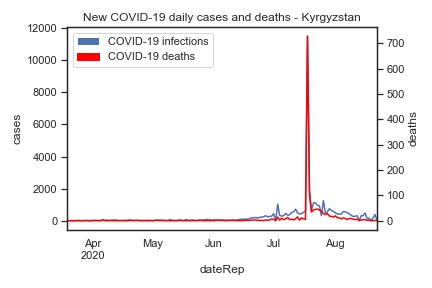 New COVID-19 daily cases and deaths - Kyrgyzstan
COVID-19 infections
COVID-19 deaths
12000
10000
8000
6000
4000
2000
0
cases
700
600
500
400
300
200
100
0
deaths
Apr
2020
May
Jun
Jul
Aug
dateRep